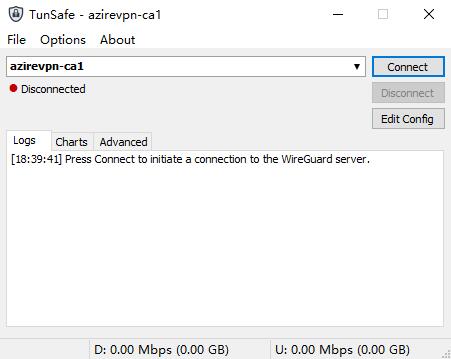 TunSafe - azirevpn-ca1
File Options About
azirevpn-ca1 Connect
Disconnected Disconnect
Edit Config
Logs Charts Advanced
[18:39:41] Press Connect to initiate a connection to the WireGuard server.
D: 0.00 Mbps (0.00 GB) U: 0.00 Mbps (0.00 GB)